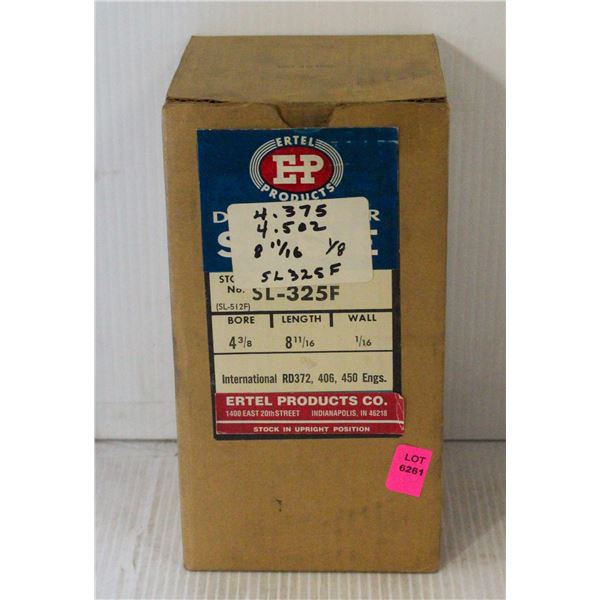 ERTEL
E-P
PRODUCTS
4.375
4.502
8 11/16 1/8
SL325F
No. SL-325F
(SL-512F)
BORE LENGTH WALL
4 3/8 8 11/16 1/16
International RD372, 406, 450 Engs.
ERTEL PRODUCTS CO.
1400 EAST 20th STREET INDIANAPOLIS, IN 46218
STOCK IN UPRIGHT POSITION
LOT
6261